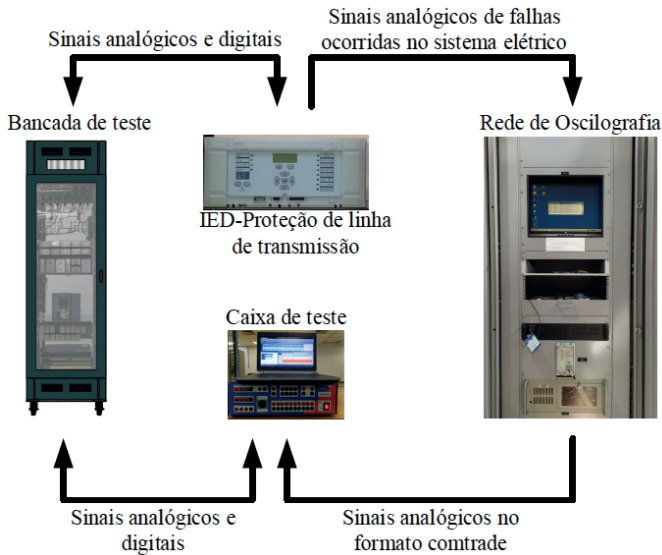 Sinais analógicos de falhas
ocorridas no sistema elétrico
Sinais analógicos e digitais
Bancada de teste
Rede de Oscilografia
IED-Proteção de linha
de transmissão
Caixa de teste
Sinais analógicos e
digitais
Sinais analógicos no
formato comtrade